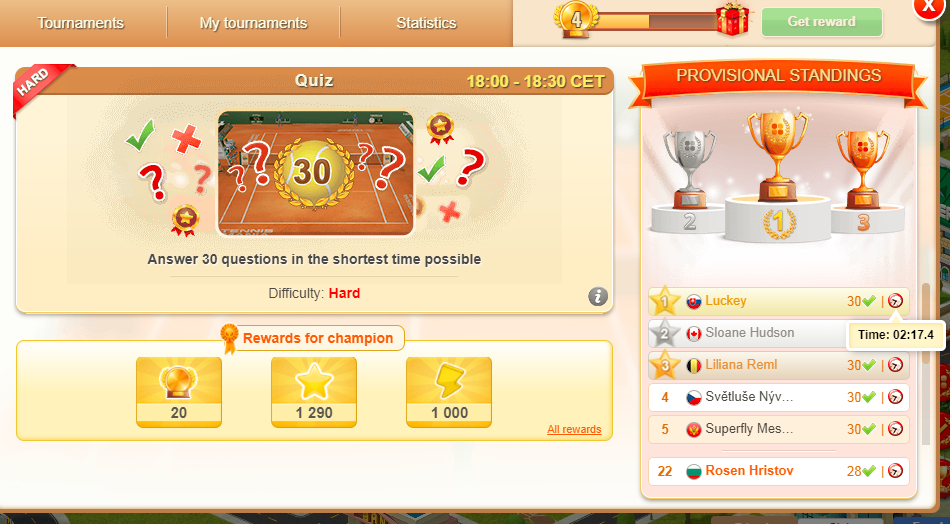 Tournaments
My tournaments
Statistics
4
Get reward
X
HARD
Quiz
18:00 - 18:30 CET
30
Answer 30 questions in the shortest time possible
Difficulty: Hard
i
Rewards for champion
20
1 290
1 000
All rewards
PROVISIONAL STANDINGS
2
1
3
1 Luckey 30 |
2 Sloane Hudson
Time: 02:17.4
3 Liliana Reml 30 |
4 Světluše Nýv... 30 |
5 Superfly Mes... 30 |
22 Rosen Hristov 28 |